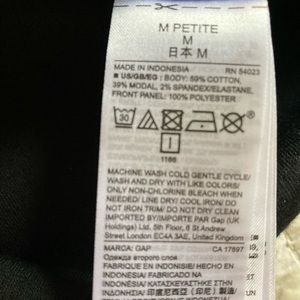 M PETITE
M
日本 M
MADE IN INDONESIA RN 54023
■ US/GB/EG : BODY: 59% COTTON,
39% MODAL, 2% SPANDEX/ELASTANE,
FRONT PANEL: 100% POLYESTER
30
I
1166
MACHINE WASH COLD GENTLE CYCLE/
WASH AND DRY WITH LIKE COLORS/
ONLY NON-CHLORINE BLEACH WHEN
NEEDED/ LINE DRY/ COOL IRON/ DO
NOT IRON TRIM/ DO NOT DRY CLEAN
IMPORTED BY/IMPORTE PAR Gap (UK
Holdings) Ltd. 5th Floor, 6 St Andrew
Street London EC4A 3AE, United Kingdom
MARCA: GAP CA 17897
Одежда второго слоя
FABRIQUE EN INDONESIE/ HECHO EN
INDONESIA/ ΚΑΤΑΣΚΕΥΑΣΤΗΚΕ ΣΤΗΝ